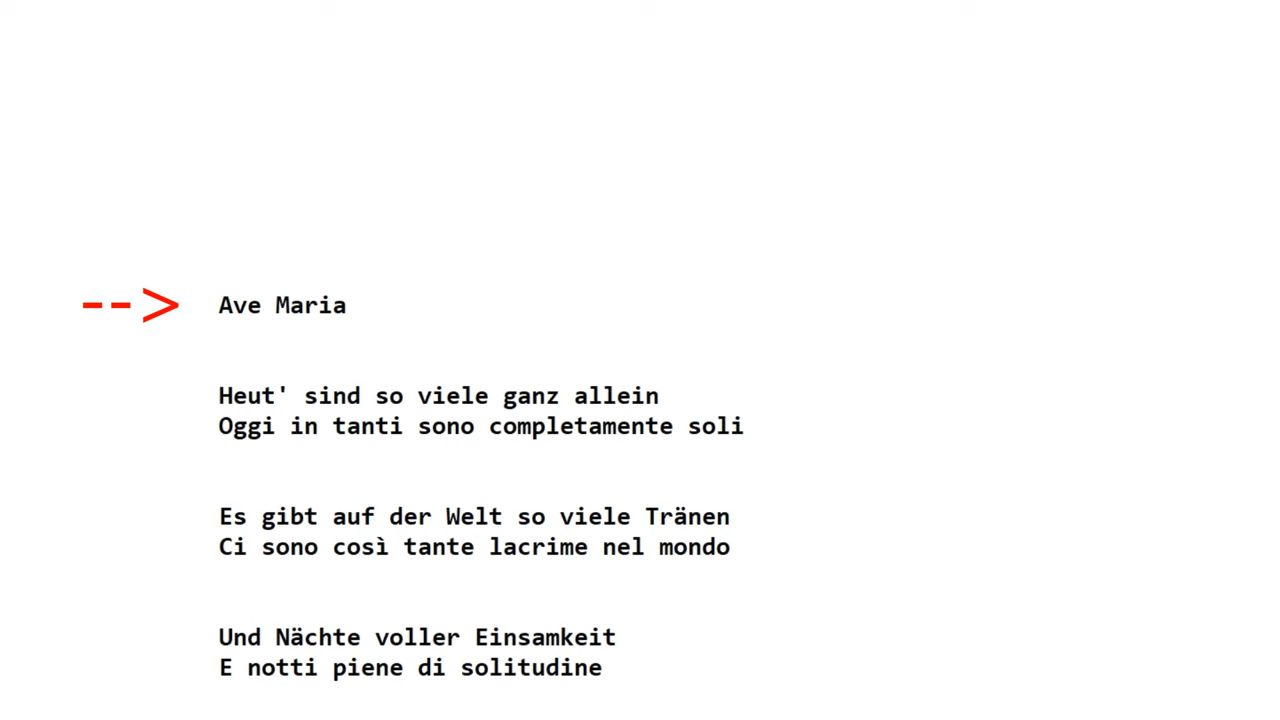 --> Ave Maria
Heut' sind so viele ganz allein
Oggi in tanti sono completamente soli
Es gibt auf der Welt so viele Tränen
Ci sono così tante lacrime nel mondo
Und Nächte voller Einsamkeit
E notti piene di solitudine